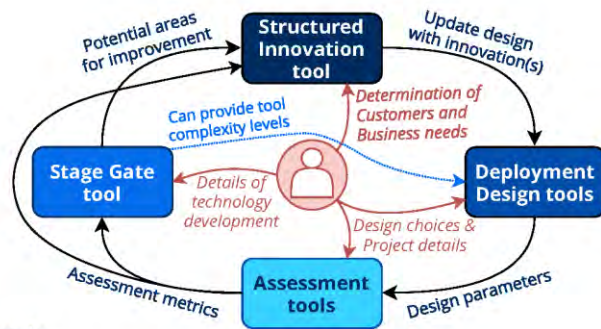 Potential areas
for improvement
Structured
Innovation
tool
Update design
with innovation(s)
Determination of
Customers and
Business needs
Can provide tool
complexity levels
Stage Gate
tool
Details of
technology
development
Deployment
Design tools
Design choices &
Project details
Assessment metrics
Assessment
tools
Design parameters